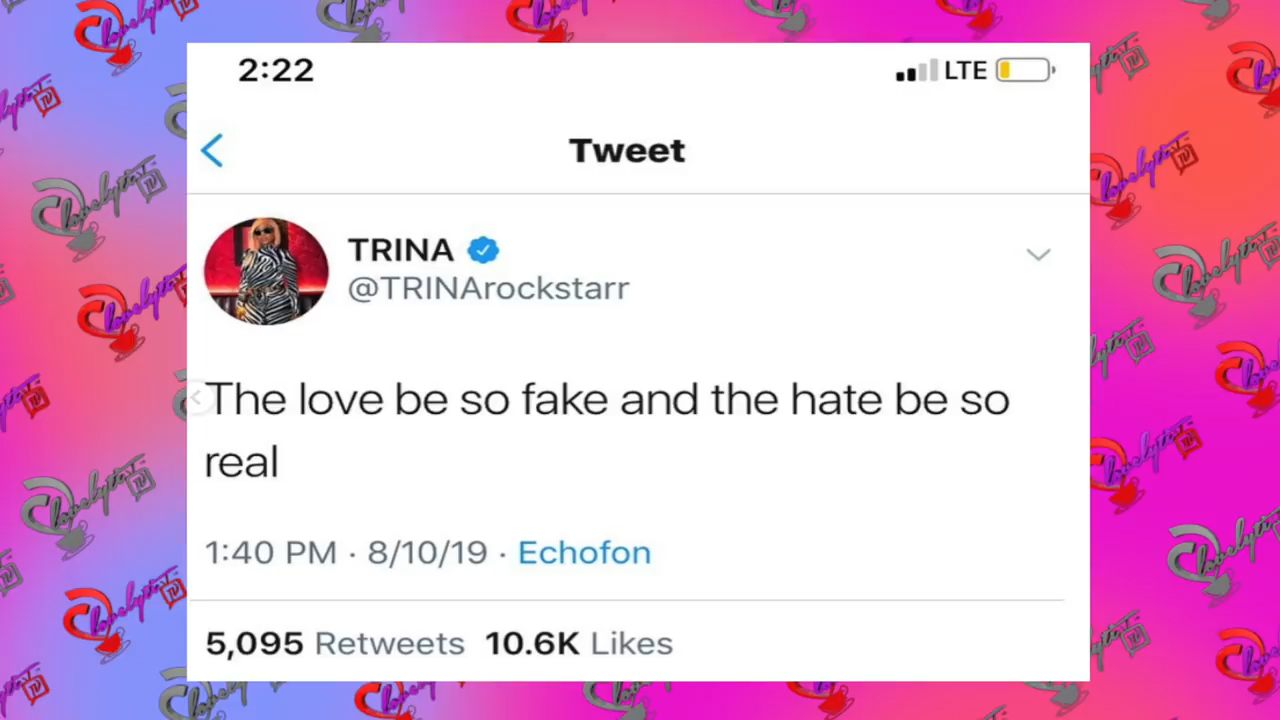 2:22 LTE
Tweet
TRINA
@TRINArockstarr
The love be so fake and the hate be so
real
1:40 PM · 8/10/19 · Echofon
5,095 Retweets 10.6K Likes